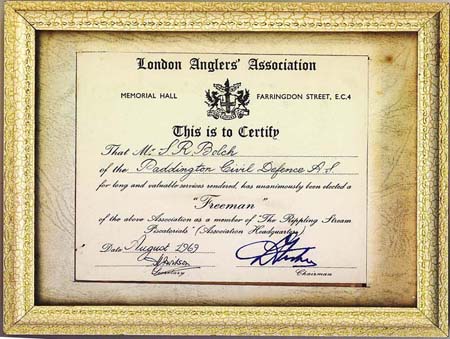 London Anglers' Association
MEMORIAL HALL FARRINGDON STREET, E.C.4
This is to Certify
That Mr. S. R. Bolch
of the Paddington Civil Defence A.S.
for long and valuable services rendered, has unanimously been elected a
"Freeman"
of the above Association as a member of "The Rippling Stream
Piscatorials" (Association Headquarters)
Date August 1969
Secretary
Chairman